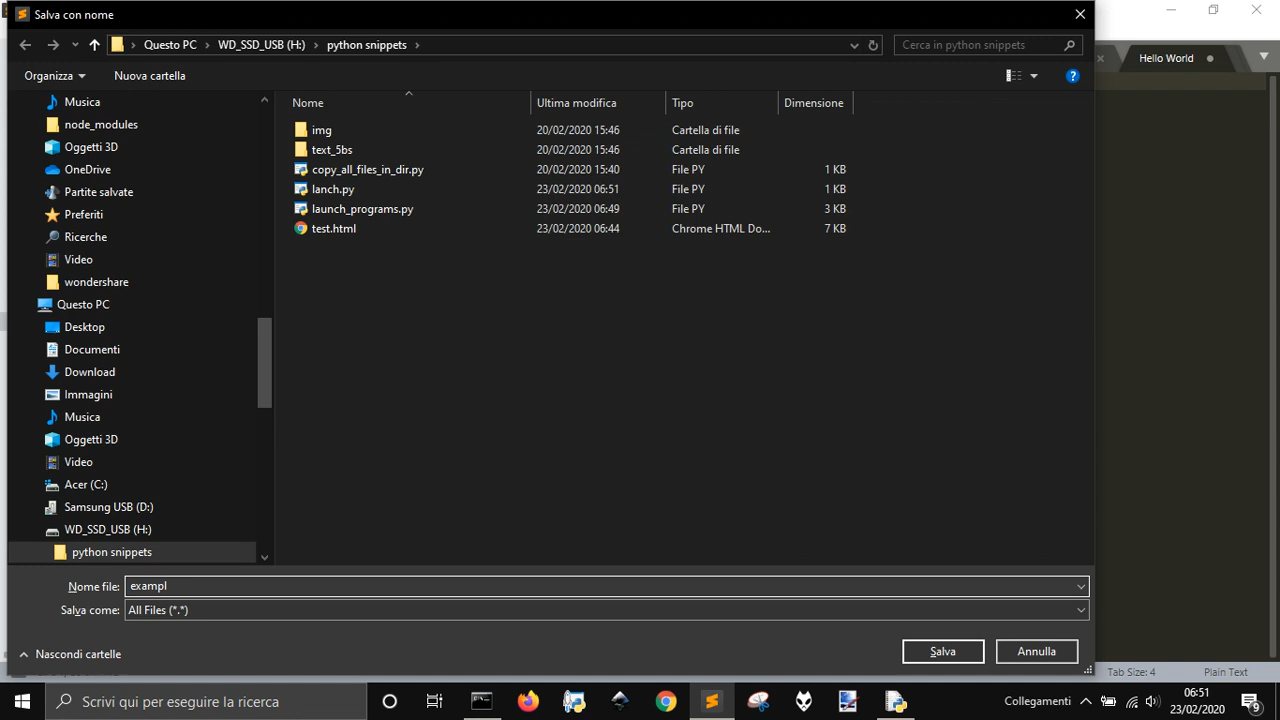 Salva con nome
Questo PC
WD_SSD_USB (H:)
python snippets
Cerca in python snippets
Hello World
Organizza
Nuova cartella
Nome
Ultima modifica
Tipo
Dimensione
img 20/02/2020 15:46 Cartella di file
text_5bs 20/02/2020 15:46 Cartella di file
copy_all_files_in_dir.py 20/02/2020 15:40 File PY 1 KB
lanch.py 23/02/2020 06:51 File PY 1 KB
launch_programs.py 23/02/2020 06:49 File PY 3 KB
test.html 23/02/2020 06:44 Chrome HTML Do... 7 KB
Musica
node_modules
Oggetti 3D
OneDrive
Partite salvate
Preferiti
Ricerche
Video
wondershare
Questo PC
Desktop
Documenti
Download
Immagini
Musica
Oggetti 3D
Video
Acer (C:)
Samsung USB (D:)
WD_SSD_USB (H:)
python snippets
Nome file: exampl
Salva come: All Files (*.*)
Nascondi cartelle
Salva
Annulla
Tab Size: 4
Plain Text
Scrivi qui per eseguire la ricerca
Collegamenti
06:51
23/02/2020
9